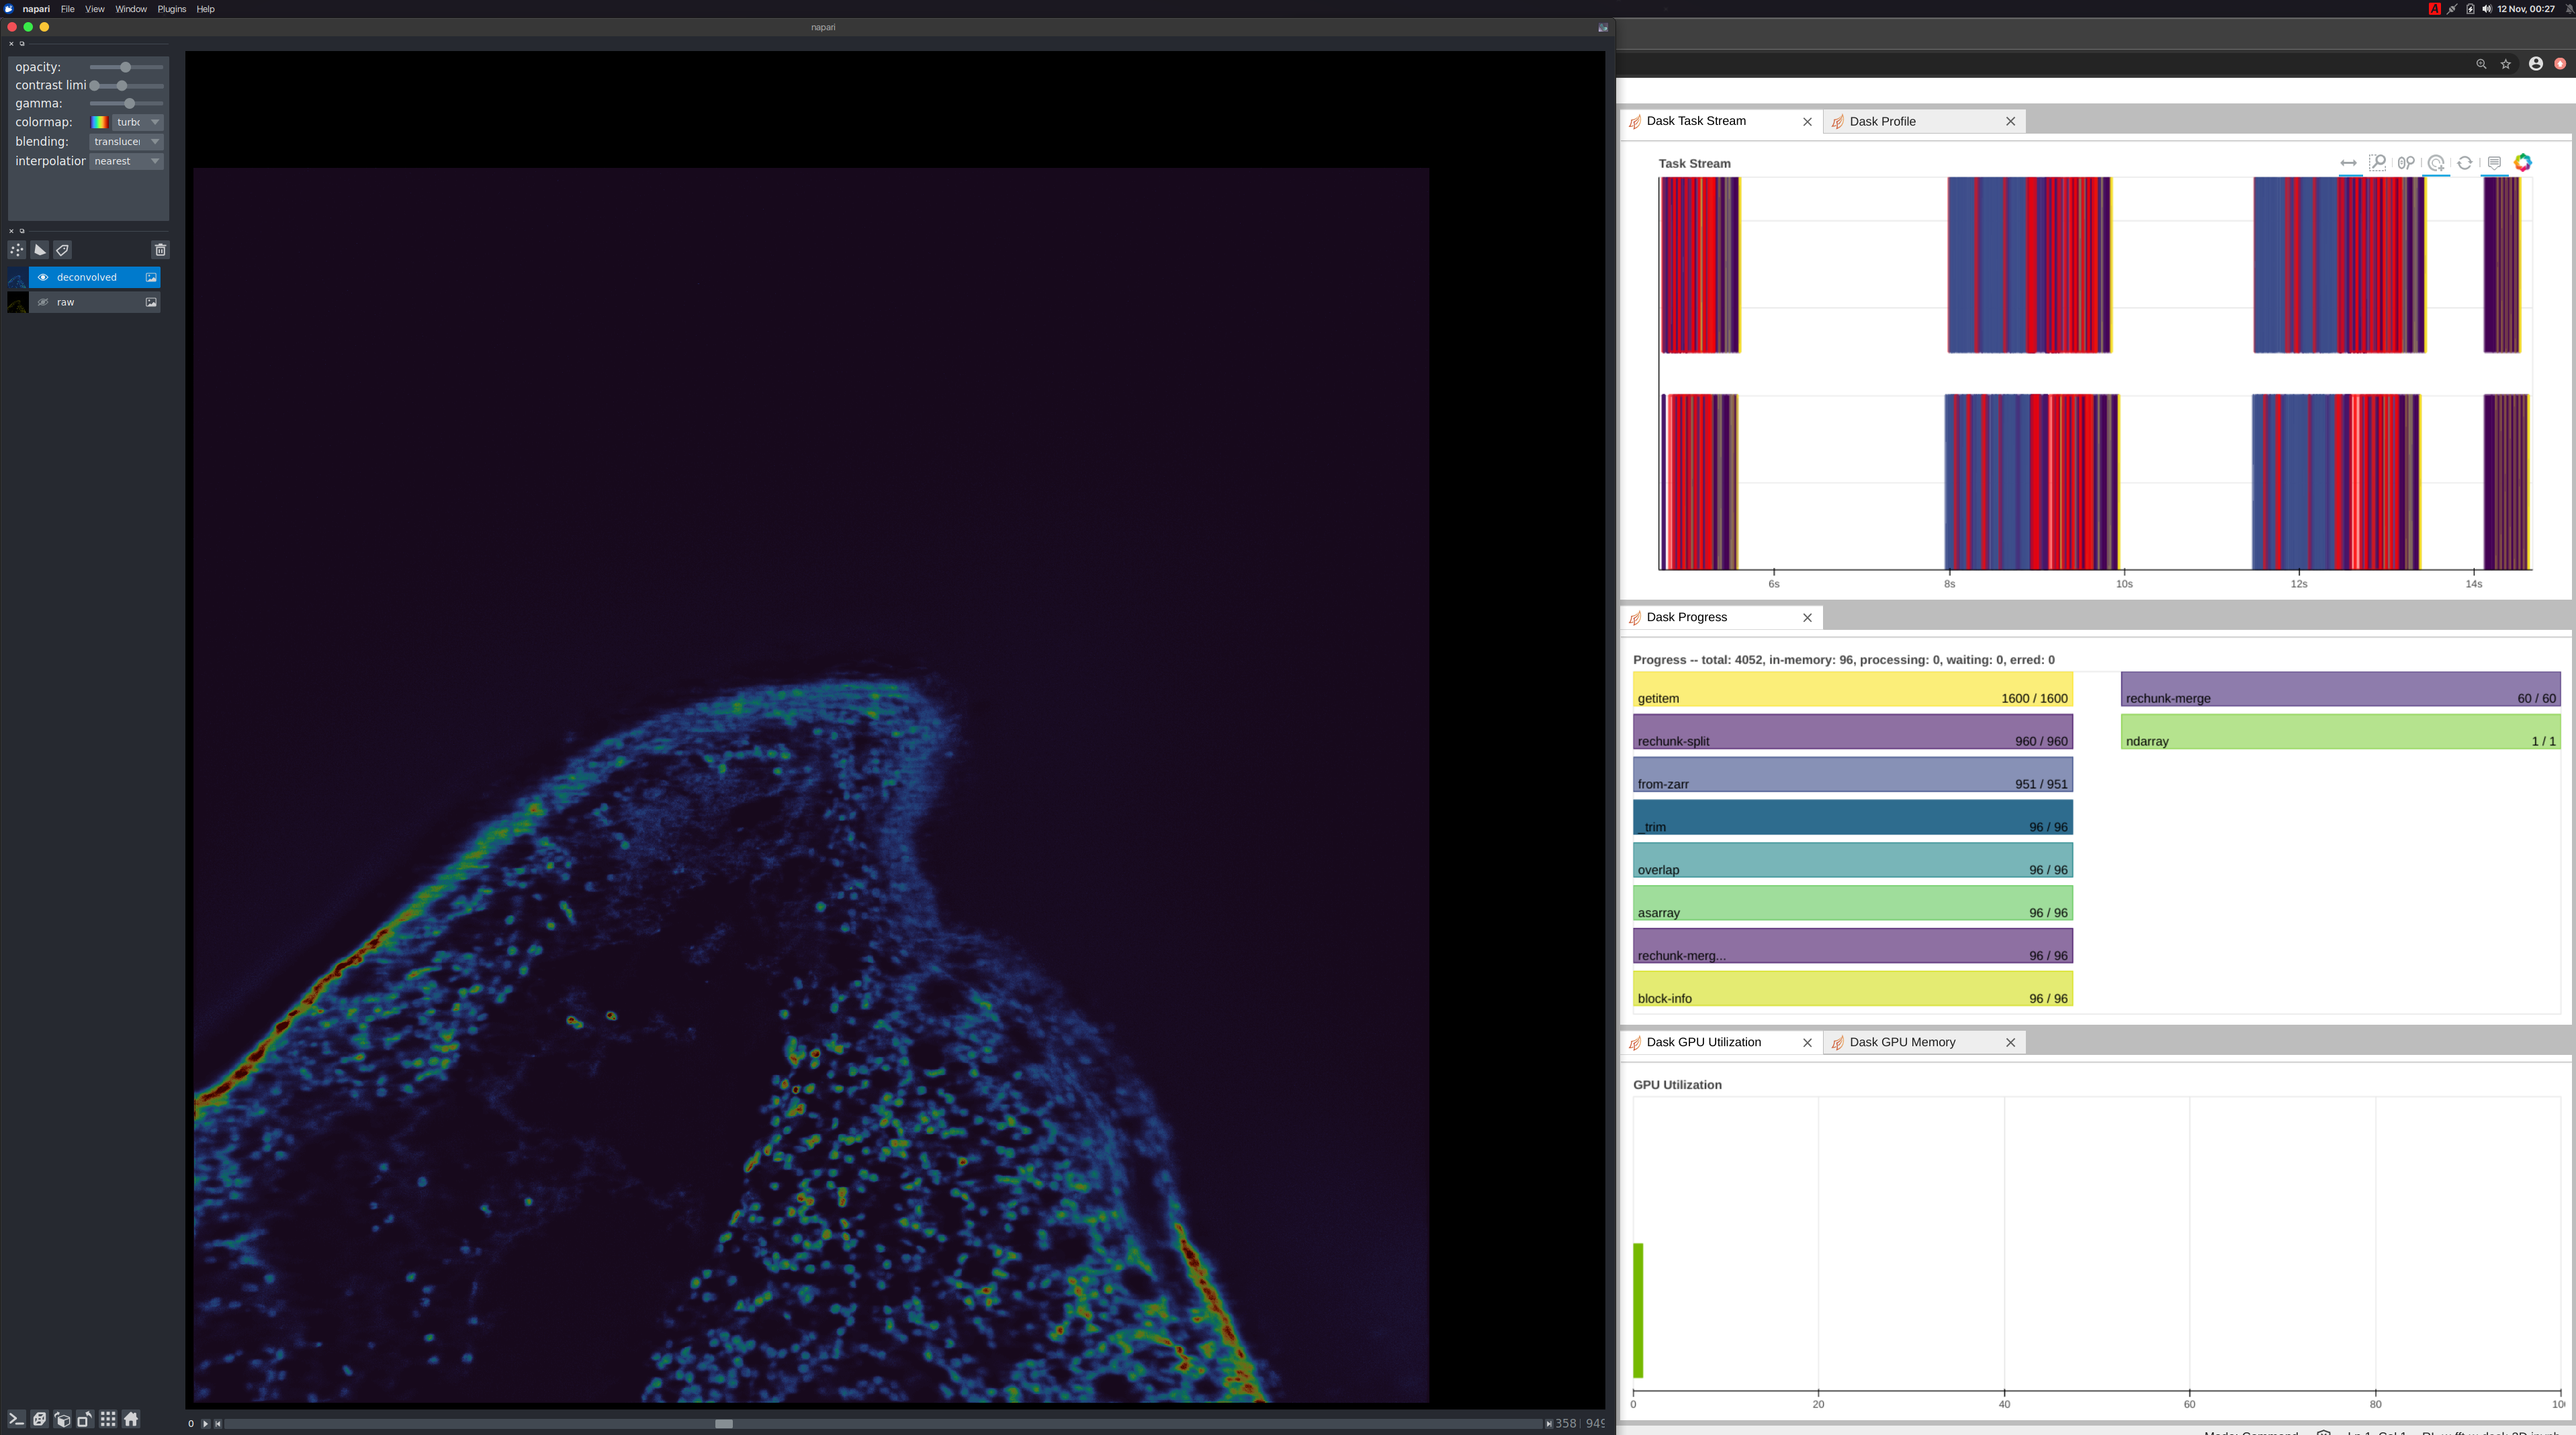 napari File View Window Plugins Help
12 Nov, 00:27
napari
opacity:
contrast limi
gamma:
colormap: turbo
blending: translucer
interpolatior nearest
deconvolved
raw
0
358 949
Dask Task Stream Dask Profile
Task Stream
6s 8s 10s 12s 14s
Dask Progress
Progress -- total: 4052, in-memory: 96, processing: 0, waiting: 0, erred: 0
getitem 1600 / 1600
rechunk-merge 60 / 60
rechunk-split 960 / 960
ndarray 1 / 1
from-zarr 951 / 951
_trim 96 / 96
overlap 96 / 96
asarray 96 / 96
rechunk-merg... 96 / 96
block-info 96 / 96
Dask GPU Utilization Dask GPU Memory
GPU Utilization
0 20 40 60 80 10